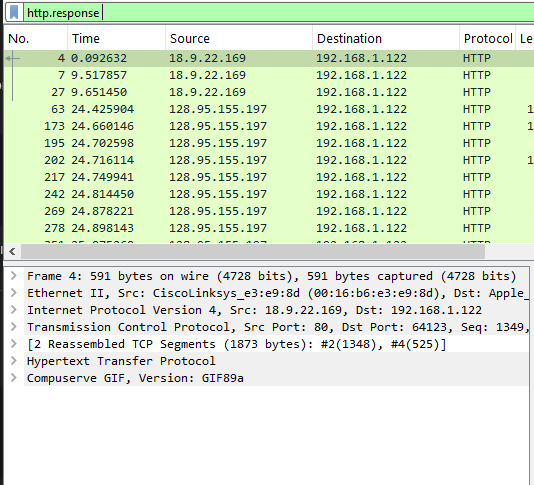 http.response
No. Time Source Destination Protocol Le
4 0.092632 18.9.22.169 192.168.1.122 HTTP
7 9.517857 18.9.22.169 192.168.1.122 HTTP
27 9.651450 18.9.22.169 192.168.1.122 HTTP
63 24.425904 128.95.155.197 192.168.1.122 HTTP 1
173 24.660146 128.95.155.197 192.168.1.122 HTTP 1
195 24.702598 128.95.155.197 192.168.1.122 HTTP
202 24.716114 128.95.155.197 192.168.1.122 HTTP 1
217 24.749941 128.95.155.197 192.168.1.122 HTTP
242 24.814450 128.95.155.197 192.168.1.122 HTTP
269 24.878221 128.95.155.197 192.168.1.122 HTTP
278 24.898143 128.95.155.197 192.168.1.122 HTTP
128.95.155.197 192.168.1.122 HTTP
Frame 4: 591 bytes on wire (4728 bits), 591 bytes captured (4728 bits)
Ethernet II, Src: CiscoLinksys_e3:e9:8d (00:16:b6:e3:e9:8d), Dst: Apple_
Internet Protocol Version 4, Src: 18.9.22.169, Dst: 192.168.1.122
Transmission Control Protocol, Src Port: 80, Dst Port: 64123, Seq: 1349,
[2 Reassembled TCP Segments (1873 bytes): #2(1348), #4(525)]
Hypertext Transfer Protocol
Compuserve GIF, Version: GIF89a